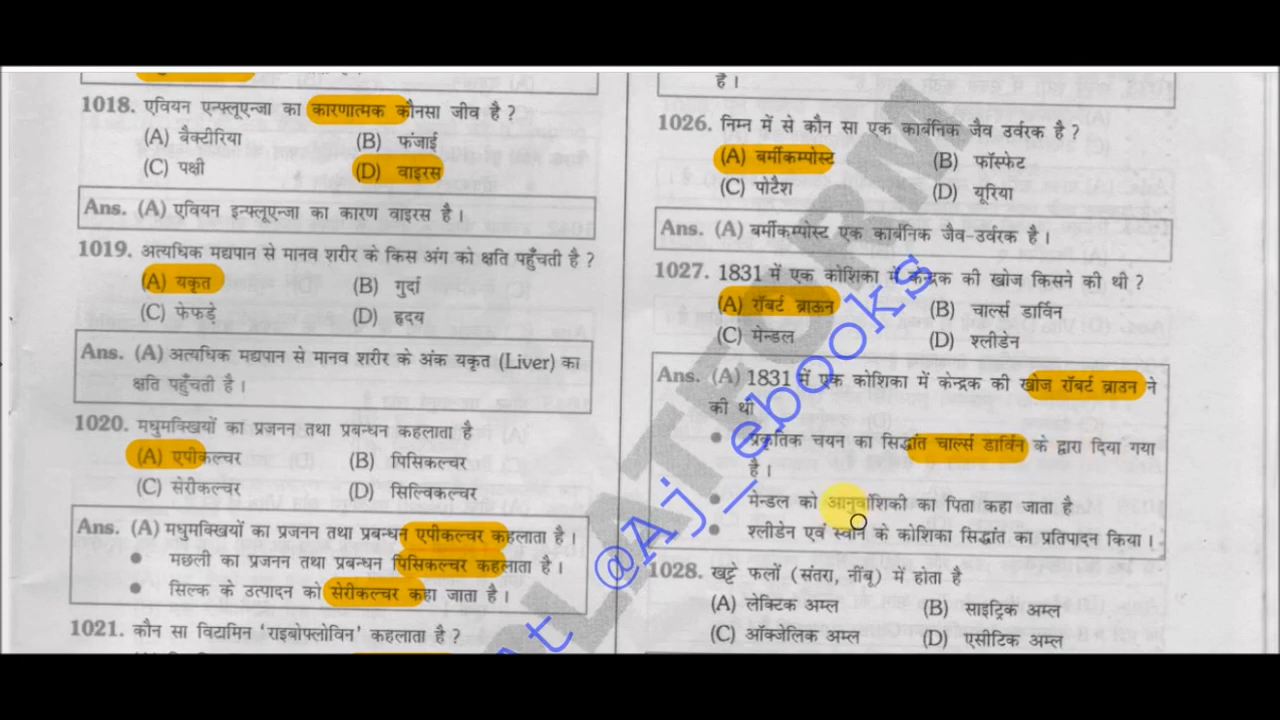 1018. एवियन एन्फ्लूएन्जा का कारणात्मक कौनसा जीव है ?
(A) बैक्टीरिया (B) फंजाई
(C) पक्षी (D) वाइरस
Ans. (A) एवियन इन्फ्लूएन्जा का कारण वाइरस है।
1019. अत्यधिक मद्यपान से मानव शरीर के किस अंग को क्षति पहुँचती है ?
(A) यकृत (B) गुर्दा
(C) फेफड़े (D) हृदय
Ans. (A) अत्यधिक मद्यपान से मानव शरीर के अंक यकृत (Liver) का
क्षति पहुँचती है।
1020. मधुमक्खियों का प्रजनन तथा प्रबन्धन कहलाता है
(A) एपीकल्चर (B) पिसिकल्चर
(C) सेरीकल्चर (D) सिल्विकल्चर
Ans. (A) मधुमक्खियों का प्रजनन तथा प्रबन्धन एपीकल्चर कहलाता है।
• मछली का प्रजनन तथा प्रबन्धन पिसिकल्चर कहलाता है।
• सिल्क के उत्पादन को सेरीकल्चर कहा जाता है।
1021. कौन सा विटामिन 'राइबोफ्लोविन' कहलाता है ?
है।
1026. निम्न में से कौन सा एक कार्बनिक जैव उर्वरक है ?
(A) बर्मीकम्पोस्ट (B) फॉस्फेट
(C) पोटैश (D) यूरिया
Ans. (A) बर्मीकम्पोस्ट एक कार्बनिक जैव-उर्वरक है।
1027. 1831 में एक कोशिका में केन्द्रक की खोज किसने की थी ?
(A) रॉबर्ट ब्राऊन (B) चार्ल्स डार्विन
(C) मेन्डल (D) श्लीडेन
Ans. (A) 1831 में एक कोशिका में केन्द्रक की खोज रॉबर्ट ब्राउन ने
की थी
• प्रकृतिक चयन का सिद्धांत चार्ल्स डार्विन के द्वारा दिया गया
है।
• मेन्डल को आनुवांशिकी का पिता कहा जाता है
• श्लीडेन एवं स्वान के कोशिका सिद्धांत का प्रतिपादन किया।
1028. खट्टे फलों (संतरा, नींबू) में होता है
(A) लेक्टिक अम्ल (B) साइट्रिक अम्ल
(C) ऑक्जेलिक अम्ल (D) एसीटिक अम्ल
PLATFORM
At @Aj_ebooks